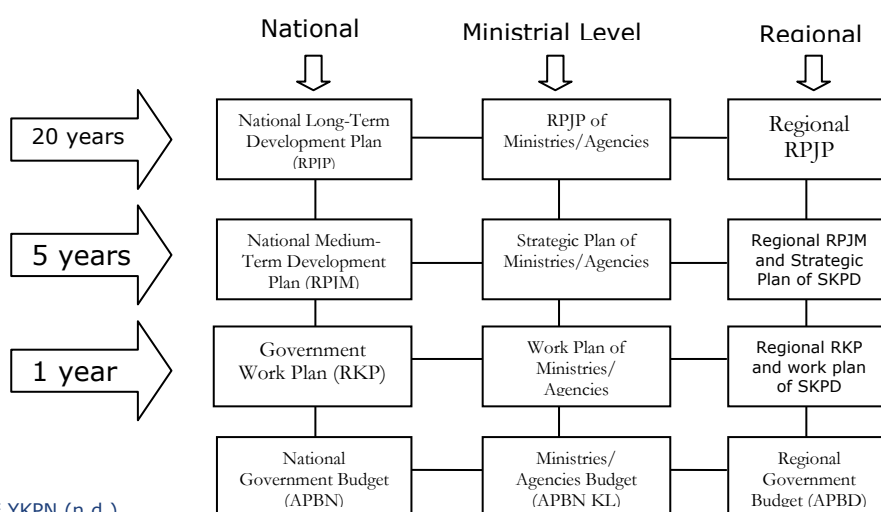 National
Ministrial Level
Regional
20 years
National Long-Term
Development Plan
(RPJP)
RPJP of
Ministries/Agencies
Regional
RPJP
5 years
National Medium-
Term Development
Plan (RPJM)
Strategic Plan of
Ministries/Agencies
Regional RPJM
and Strategic
Plan of SKPD
1 year
Government
Work Plan (RKP)
Work Plan of
Ministries/
Agencies
Regional RKP
and work plan
of SKPD
National
Government Budget
(APBN)
Ministries/
Agencies Budget
(APBN KL)
Regional
Government
Budget (APBD)
YKPN (n.d.)